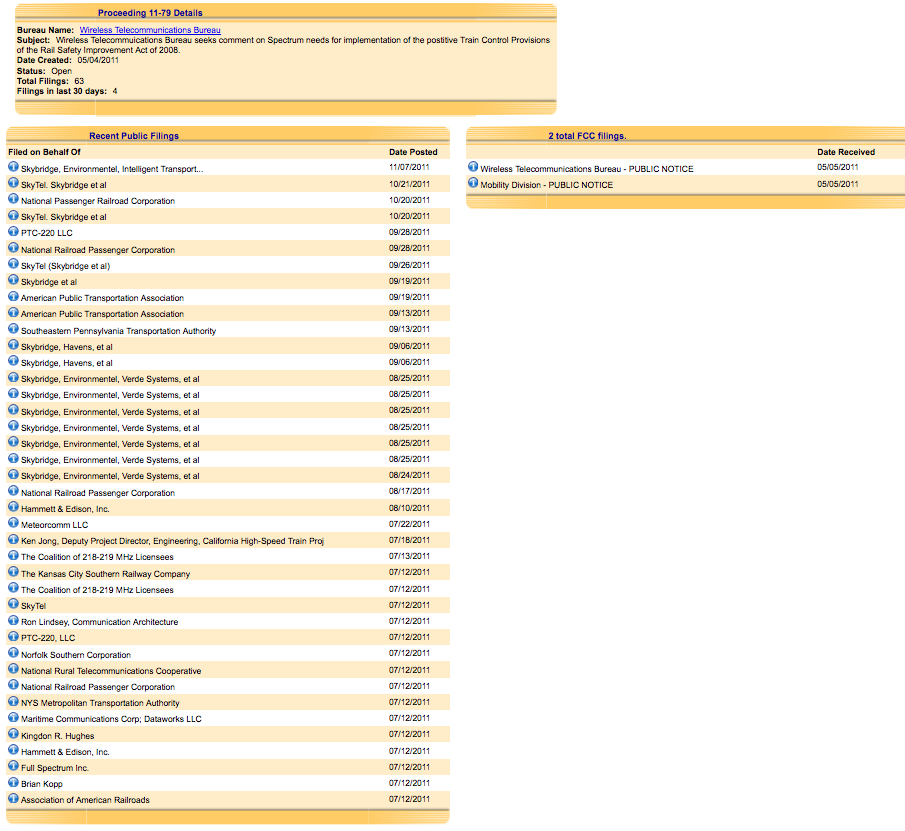 Proceeding 11-79 Details
Bureau Name: Wireless Telecommunications Bureau
Subject: Wireless Telecommuications Bureau seeks comment on Spectrum needs for implementation of the postitive Train Control Provisions
of the Rail Safety Improvement Act of 2008.
Date Created: 05/04/2011
Status: Open
Total Filings: 63
Filings in last 30 days: 4
Recent Public Filings
Filed on Behalf Of Date Posted
Skybridge, Environmental, Intelligent Transport... 11/07/2011
SkyTel. Skybridge et al 10/21/2011
National Passenger Railroad Corporation 10/20/2011
SkyTel. Skybridge et al 10/20/2011
PTC-220 LLC 09/28/2011
National Railroad Passenger Corporation 09/28/2011
SkyTel (Skybridge et al) 09/26/2011
Skybridge et al 09/19/2011
American Public Transportation Association 09/19/2011
American Public Transportation Association 09/13/2011
Southeastern Pennsylvania Transportation Authority 09/13/2011
Skybridge, Havens, et al 09/06/2011
Skybridge, Havens, et al 09/06/2011
Skybridge, Environmentel, Verde Systems, et al 08/25/2011
Skybridge, Environmentel, Verde Systems, et al 08/25/2011
Skybridge, Environmentel, Verde Systems, et al 08/25/2011
Skybridge, Environmentel, Verde Systems, et al 08/25/2011
Skybridge, Environmentel, Verde Systems, et al 08/25/2011
Skybridge, Environmentel, Verde Systems, et al 08/25/2011
Skybridge, Environmentel, Verde Systems, et al 08/24/2011
National Railroad Passenger Corporation 08/17/2011
Hammett & Edison, Inc. 08/10/2011
Meteorcomm LLC 07/22/2011
Ken Jong, Deputy Project Director, Engineering, California High-Speed Train Proj 07/18/2011
The Coalition of 218-219 MHz Licensees 07/13/2011
The Kansas City Southern Railway Company 07/12/2011
The Coalition of 218-219 MHz Licensees 07/12/2011
SkyTel 07/12/2011
Ron Lindsey, Communication Architecture 07/12/2011
PTC-220, LLC 07/12/2011
Norfolk Southern Corporation 07/12/2011
National Rural Telecommunications Cooperative 07/12/2011
National Railroad Passenger Corporation 07/12/2011
NYS Metropolitan Transportation Authority 07/12/2011
Maritime Communications Corp; Dataworks LLC 07/12/2011
Kingdon R. Hughes 07/12/2011
Hammett & Edison, Inc. 07/12/2011
Full Spectrum Inc. 07/12/2011
Brian Kopp 07/12/2011
Association of American Railroads 07/12/2011
2 total FCC filings.
Date Received
Wireless Telecommunications Bureau - PUBLIC NOTICE 05/05/2011
Mobility Division - PUBLIC NOTICE 05/05/2011